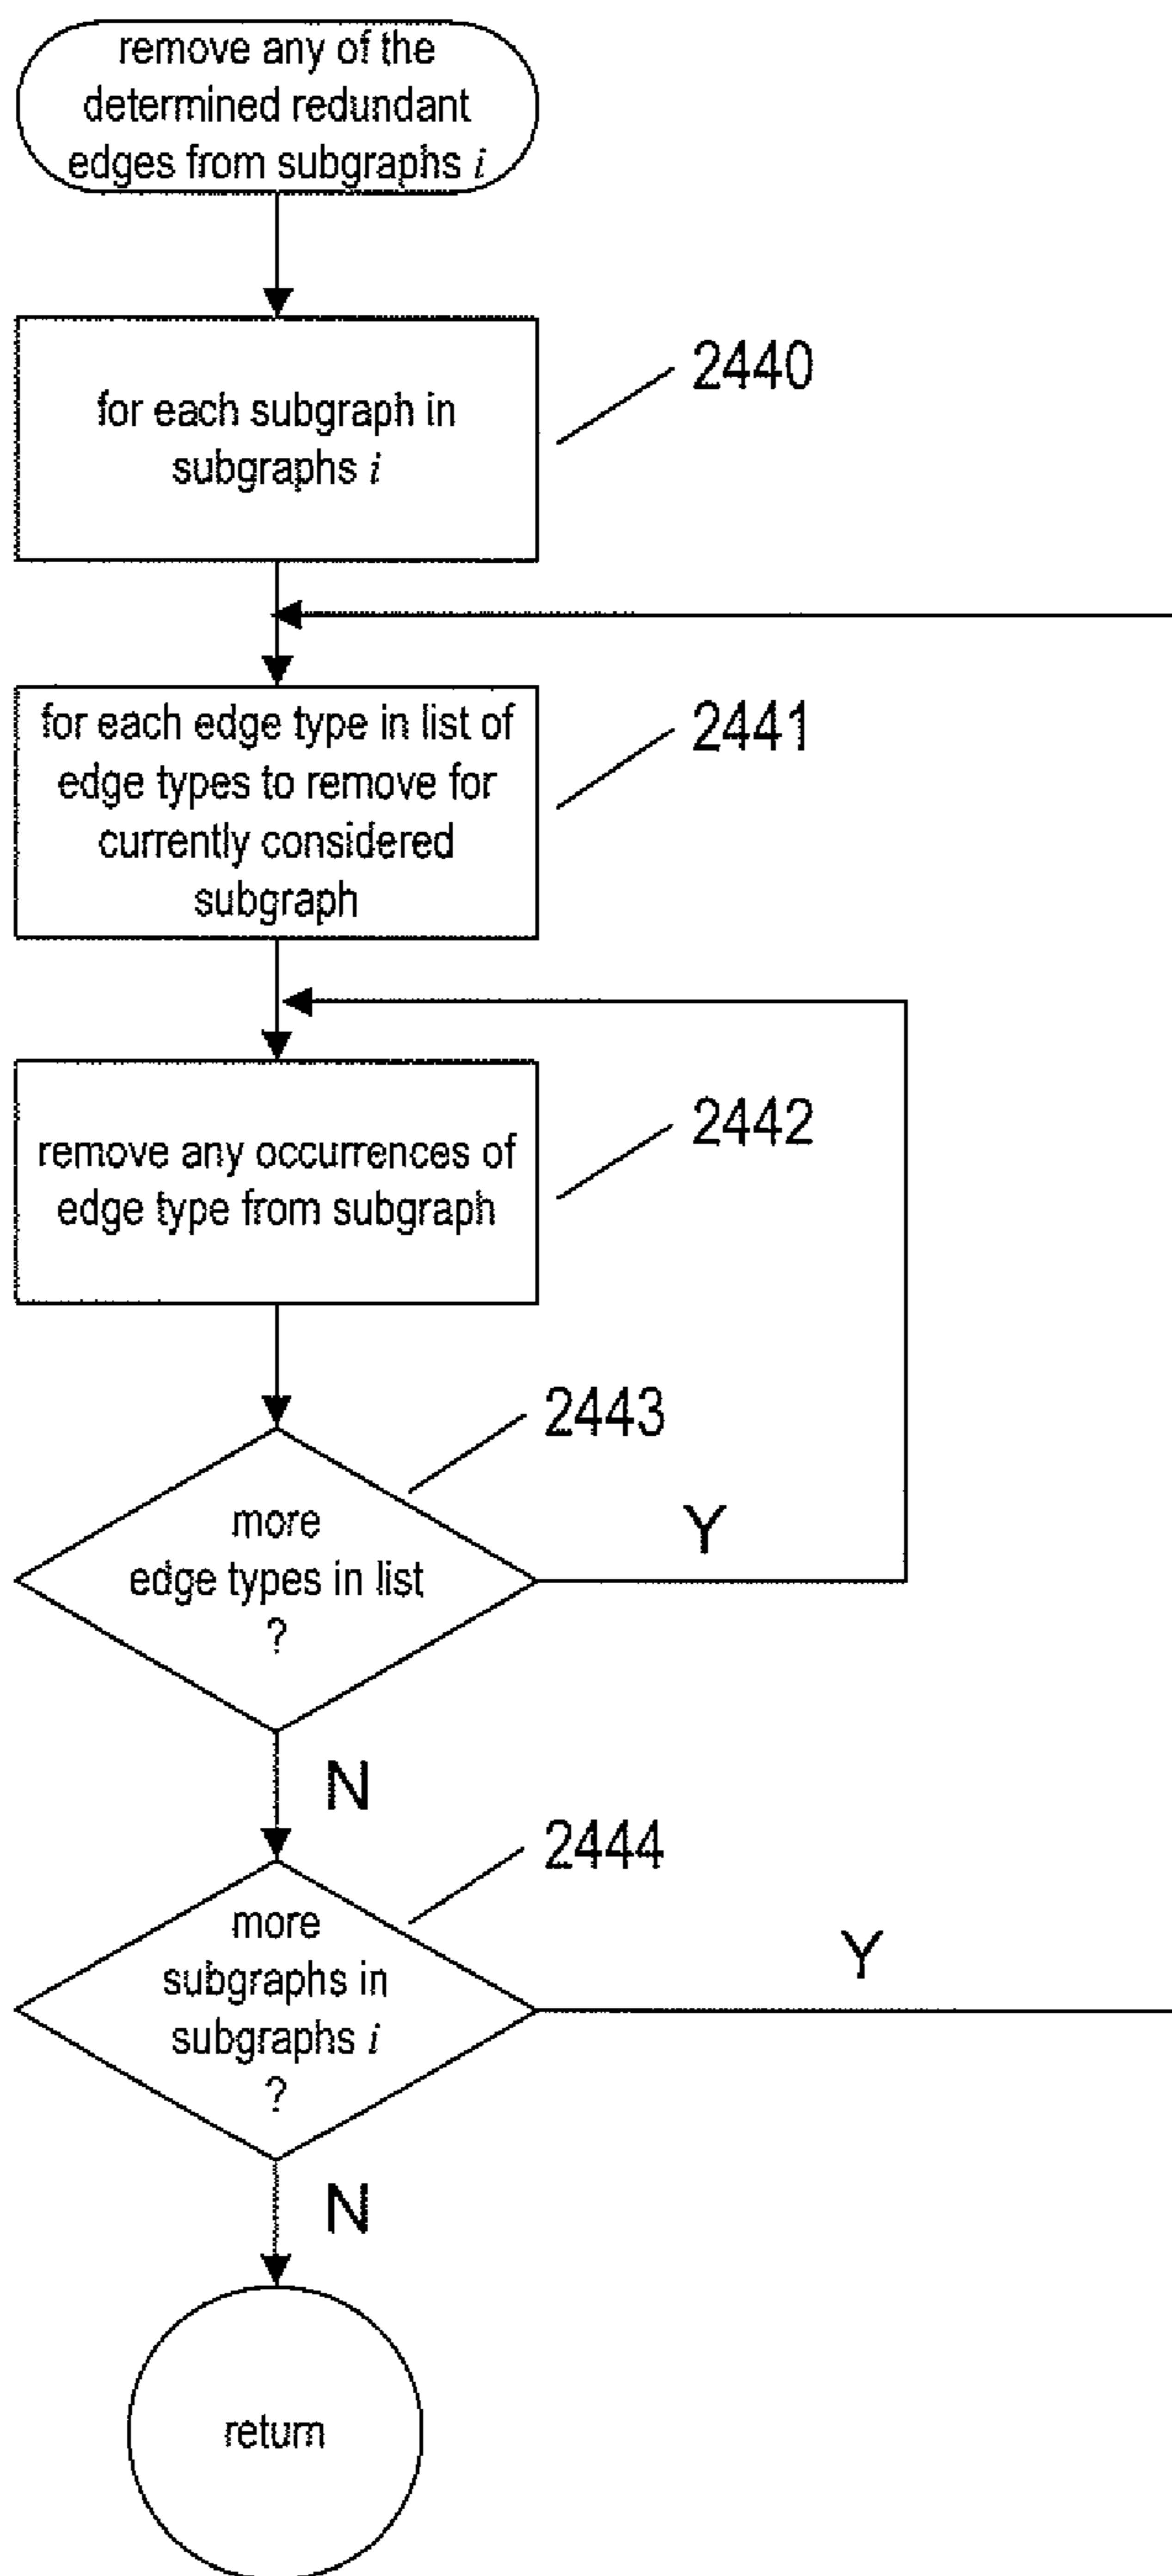 remove any of the
determined redundant
edges from subgraphs i
for each subgraph in
subgraphs i
2440
for each edge type in list of
edge types to remove for
currently considered
subgraph
2441
remove any occurrences of
edge type from subgraph
2442
more
edge types in list
?
2443
Y
N
more
subgraphs in
subgraphs i
?
2444
Y
N
return